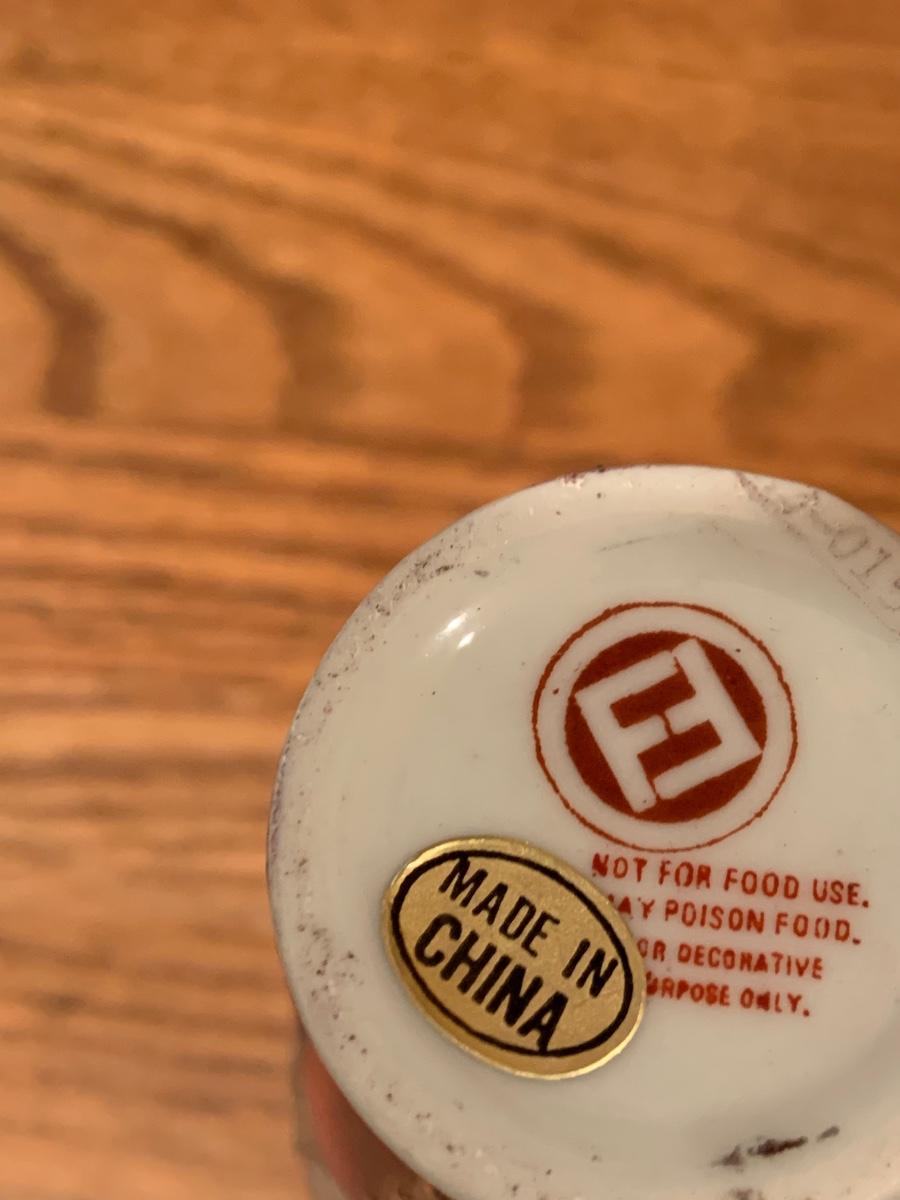 NOT FOR FOOD USE.
POISON FOOD.
DECORATIVE
ONLY.
MADE IN
CHINA